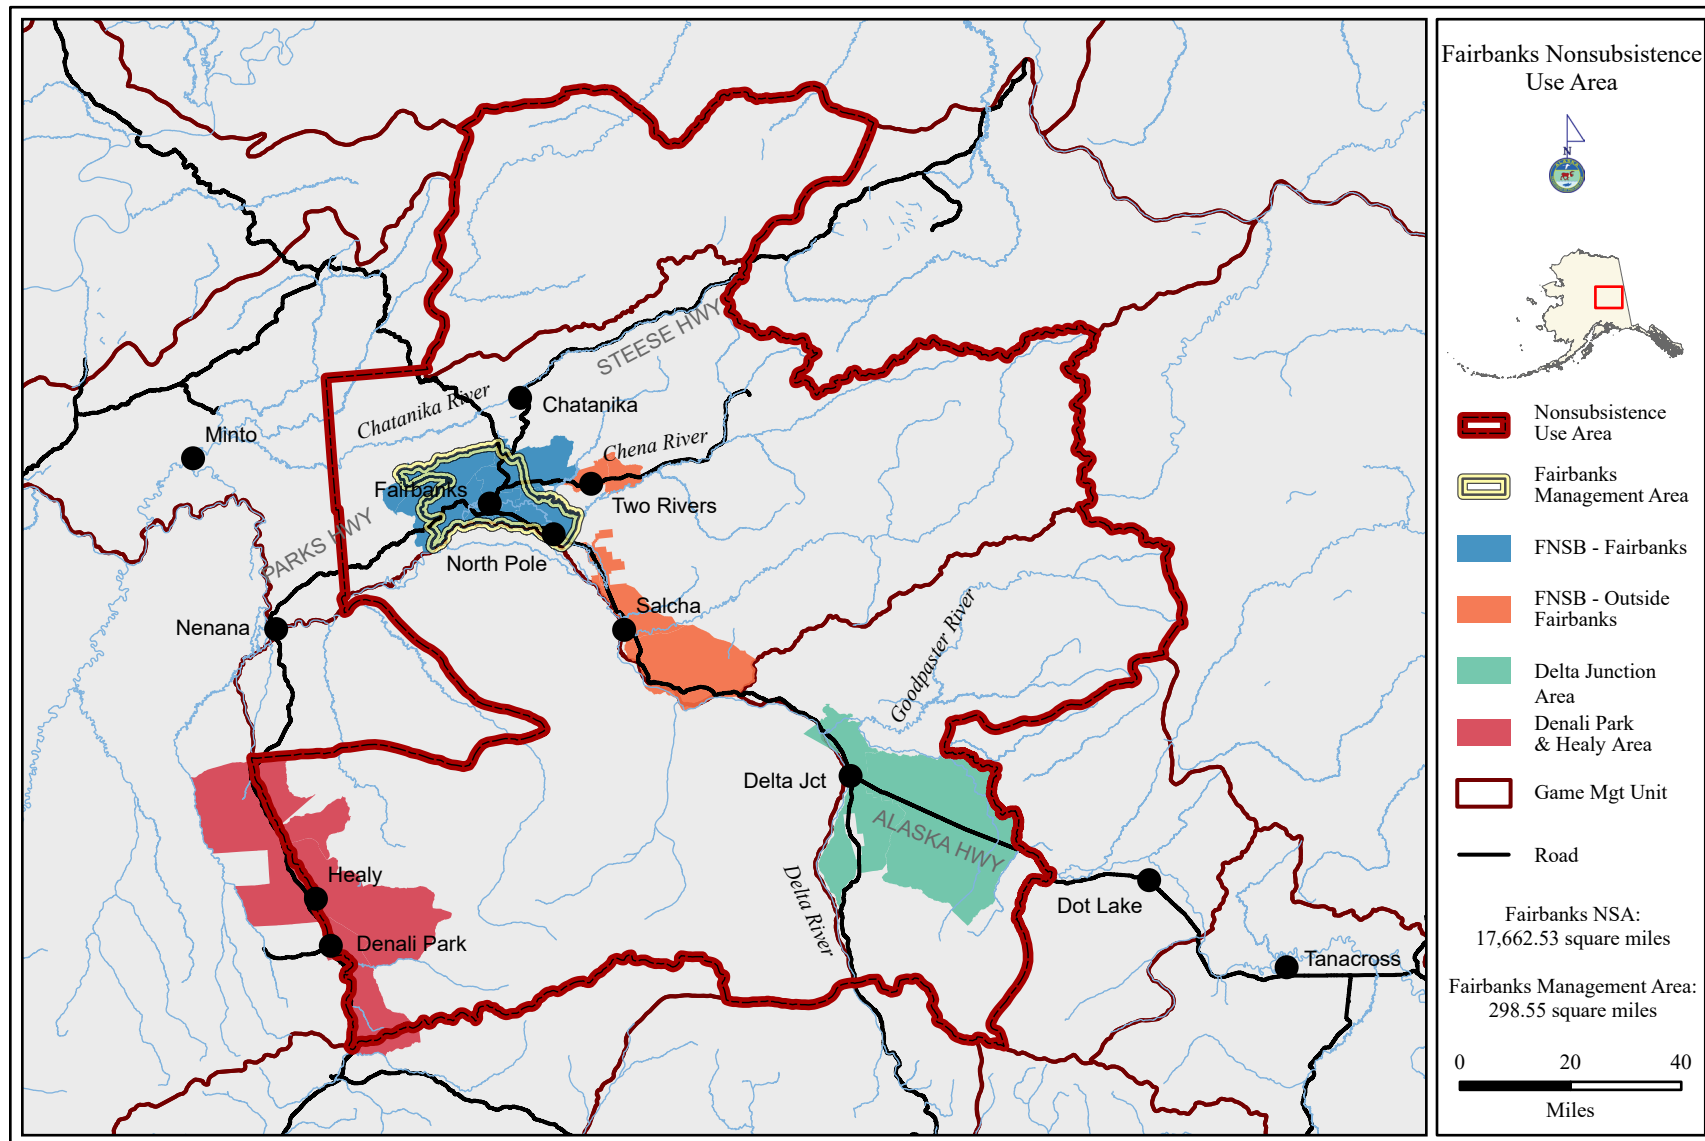 Fairbanks Nonsubsistence
Use Area
N
ALASKA
Nonsubsistence
Use Area
Fairbanks
Management Area
FNSB - Fairbanks
FNSB - Outside
Fairbanks
Delta Junction
Area
Denali Park
& Healy Area
Game Mgt Unit
Road
Fairbanks NSA:
17,662.53 square miles
Fairbanks Management Area:
298.55 square miles
0 20 40
Miles
STEESE HWY
Chatanika River
Chatanika
Minto
Chena River
Fairbanks
Two Rivers
PARKS HWY
North Pole
Salcha
Nenana
Goodpaster River
Delta Jct
ALASKA HWY
Healy
Delta River
Dot Lake
Denali Park
Tanacross